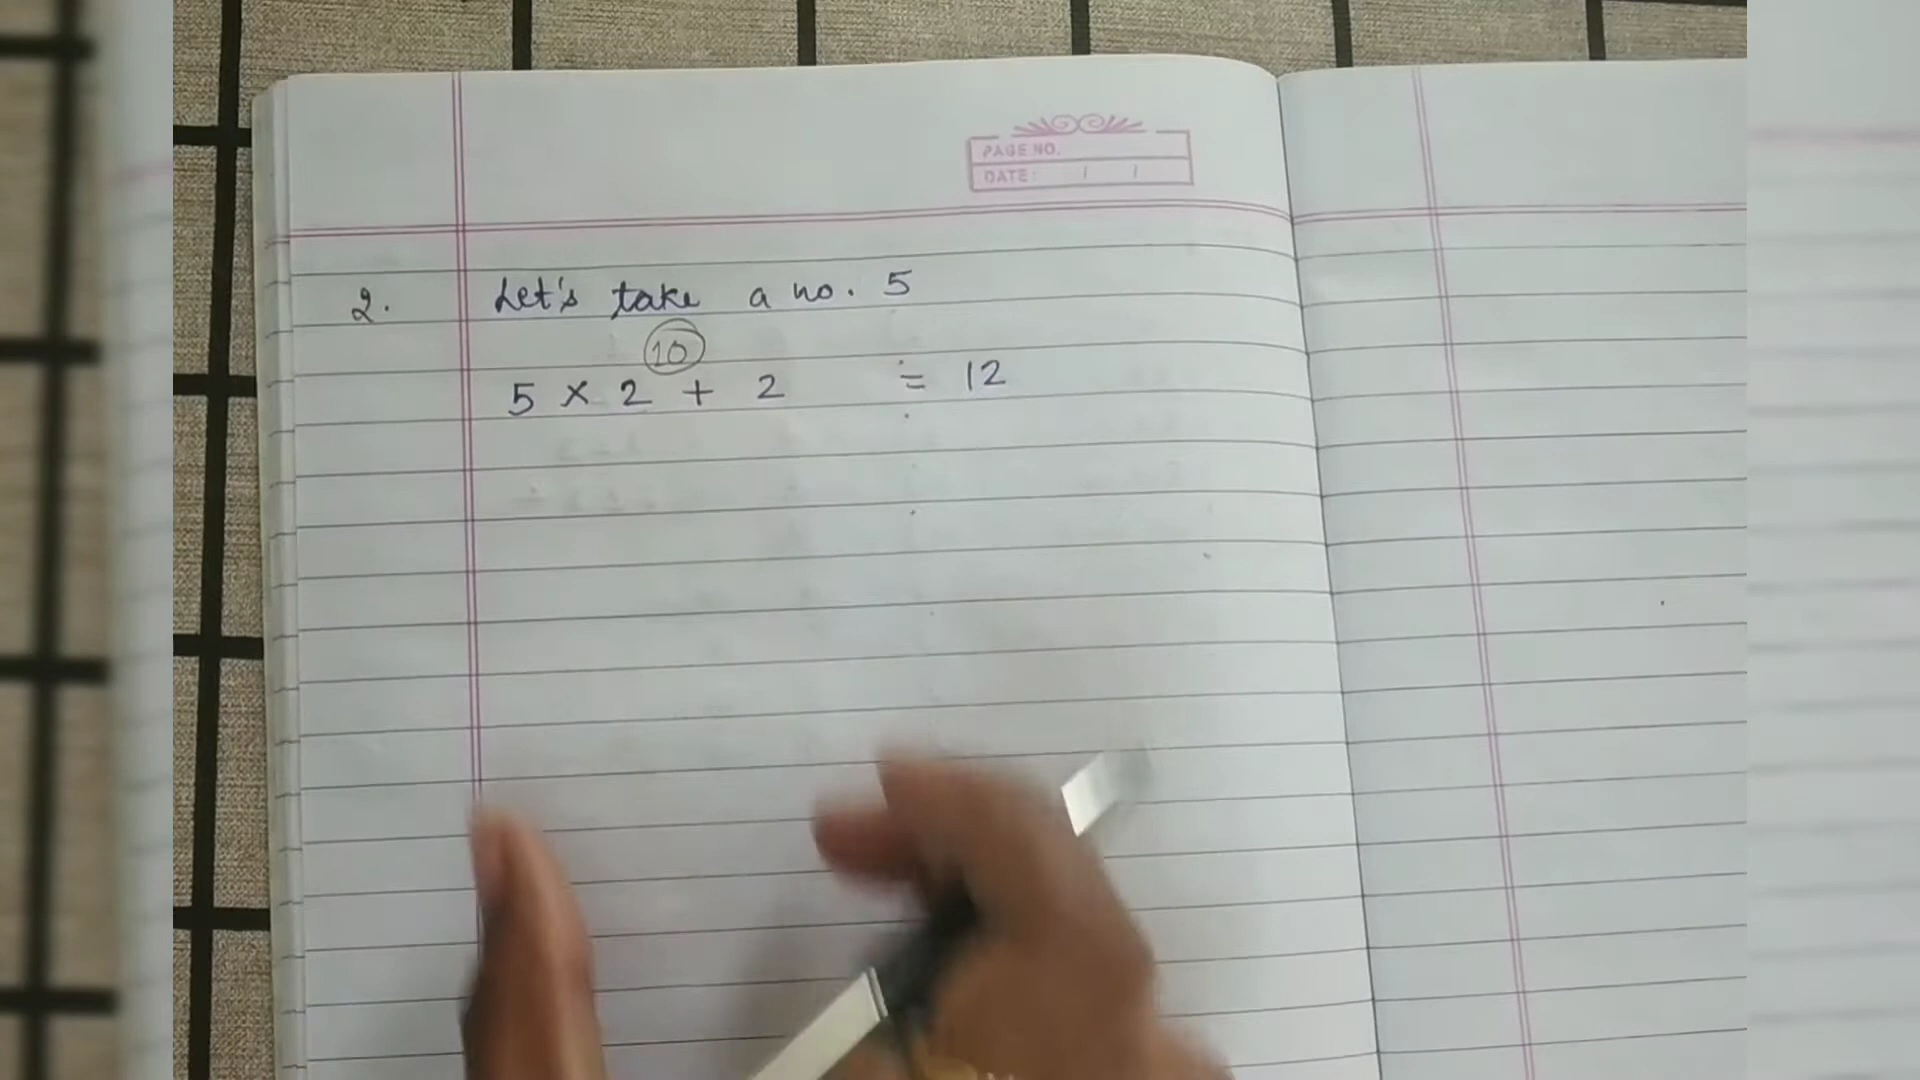 PAGE NO.
DATE: / /
2. Let's take a no. 5
10
5 × 2 + 2 = 12